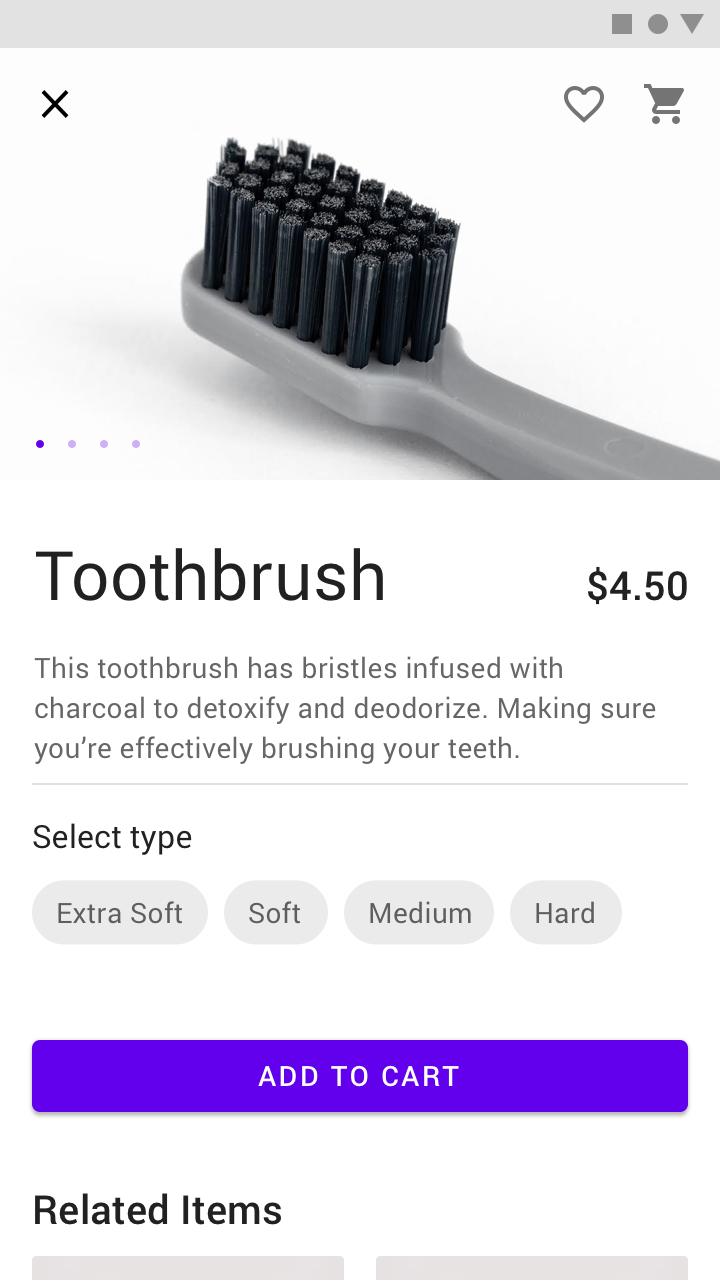 Toothbrush
$4.50
This toothbrush has bristles infused with
charcoal to detoxify and deodorize. Making sure
you’re effectively brushing your teeth.
Select type
Extra Soft Soft Medium Hard
ADD TO CART
Related Items